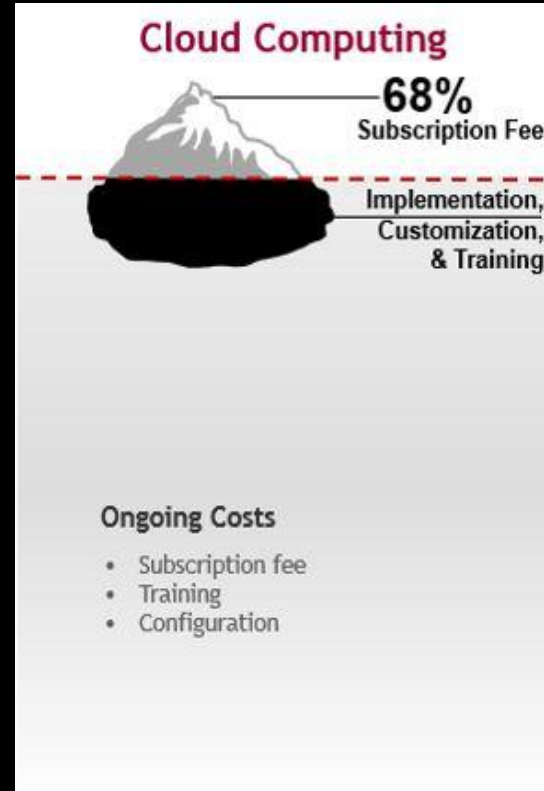 Cloud Computing
68%
Subscription Fee
Implementation,
Customization,
& Training
Ongoing Costs
• Subscription fee
• Training
• Configuration